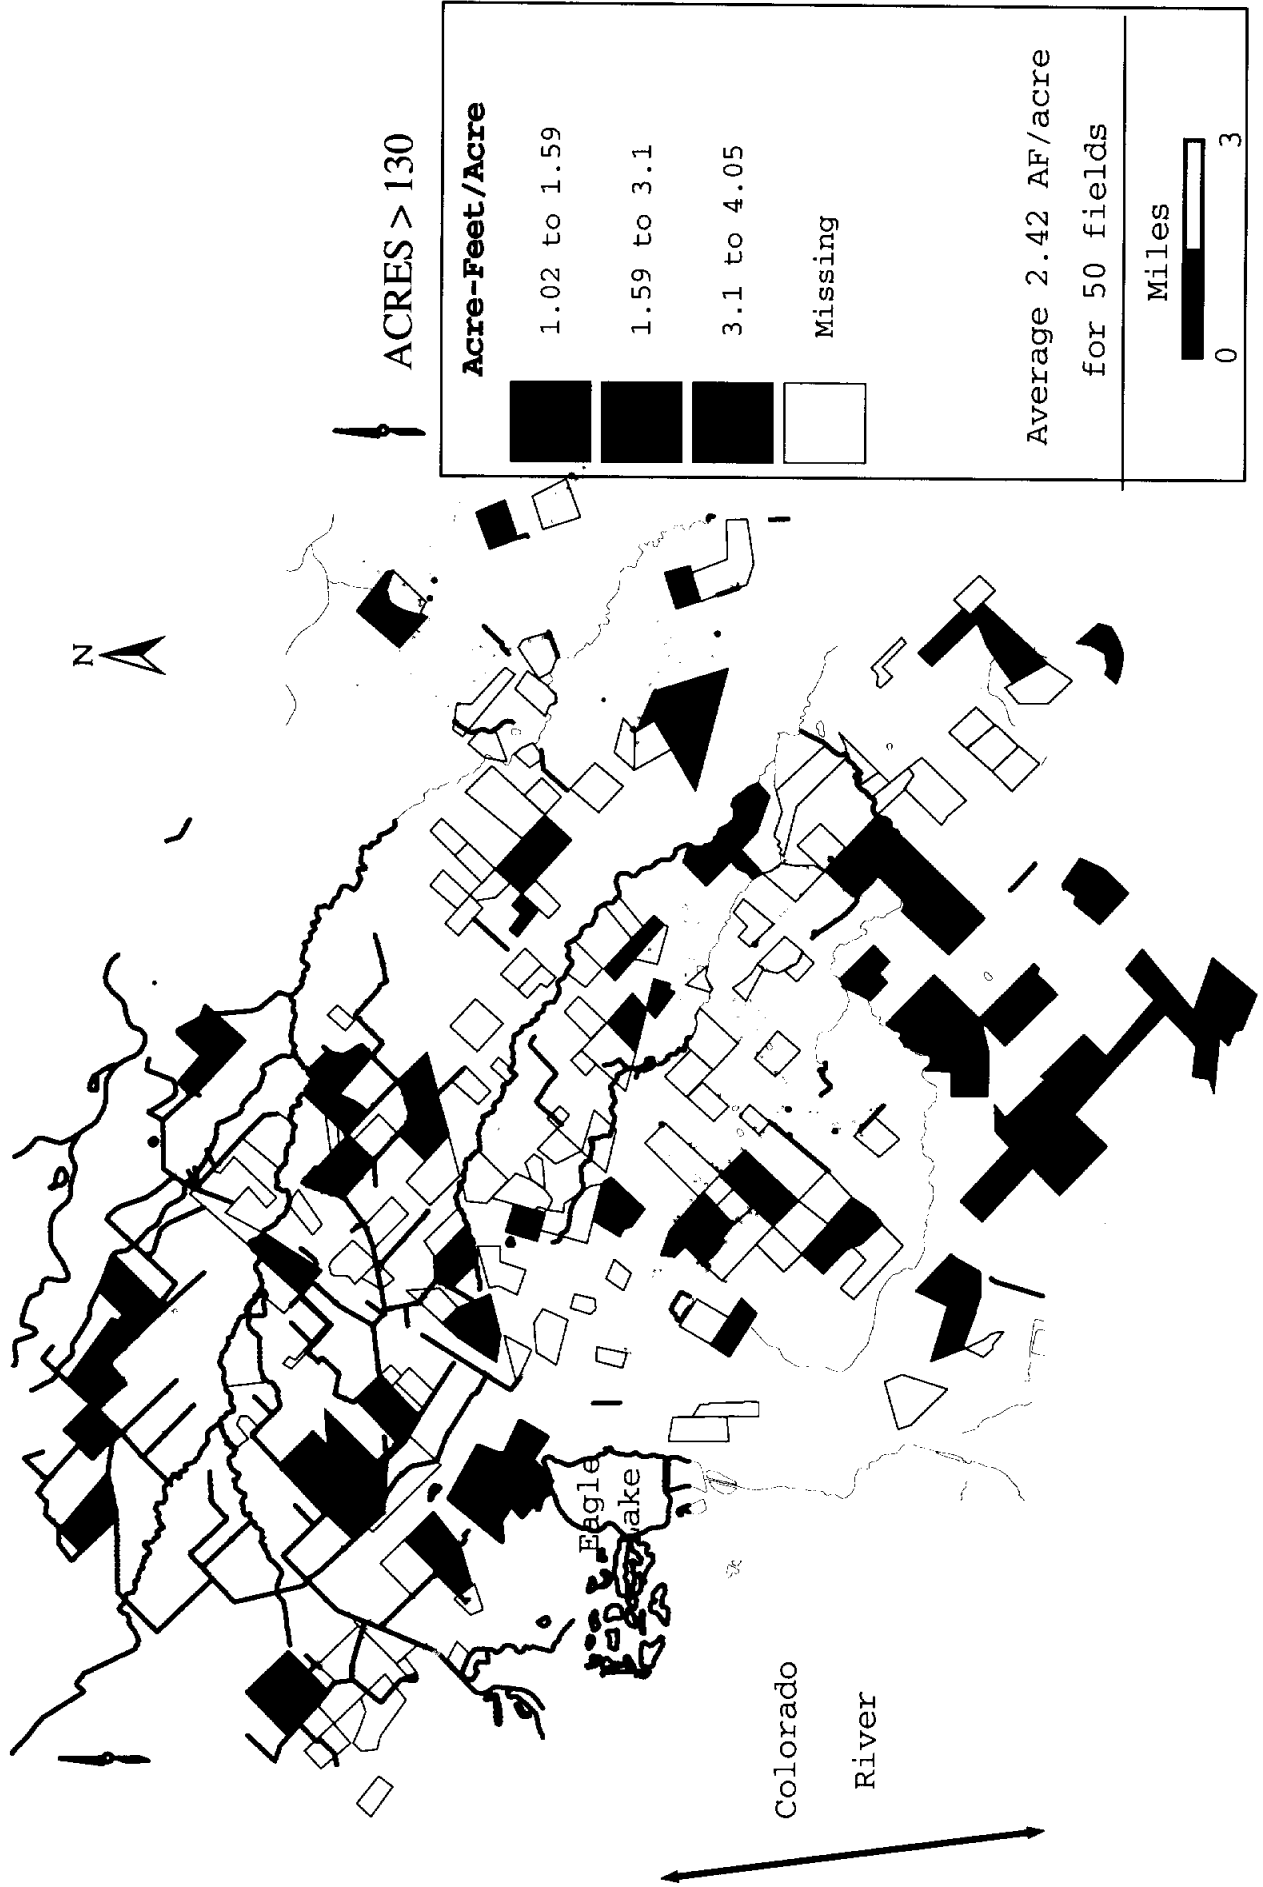 ACRES > 130
Acre-Feet/Acre
1.02 to 1.59
1.59 to 3.1
3.1 to 4.05
Missing
Average 2.42 AF/acre
for 50 fields
Miles
0 3
N
Eagle
Lake
Colorado
River